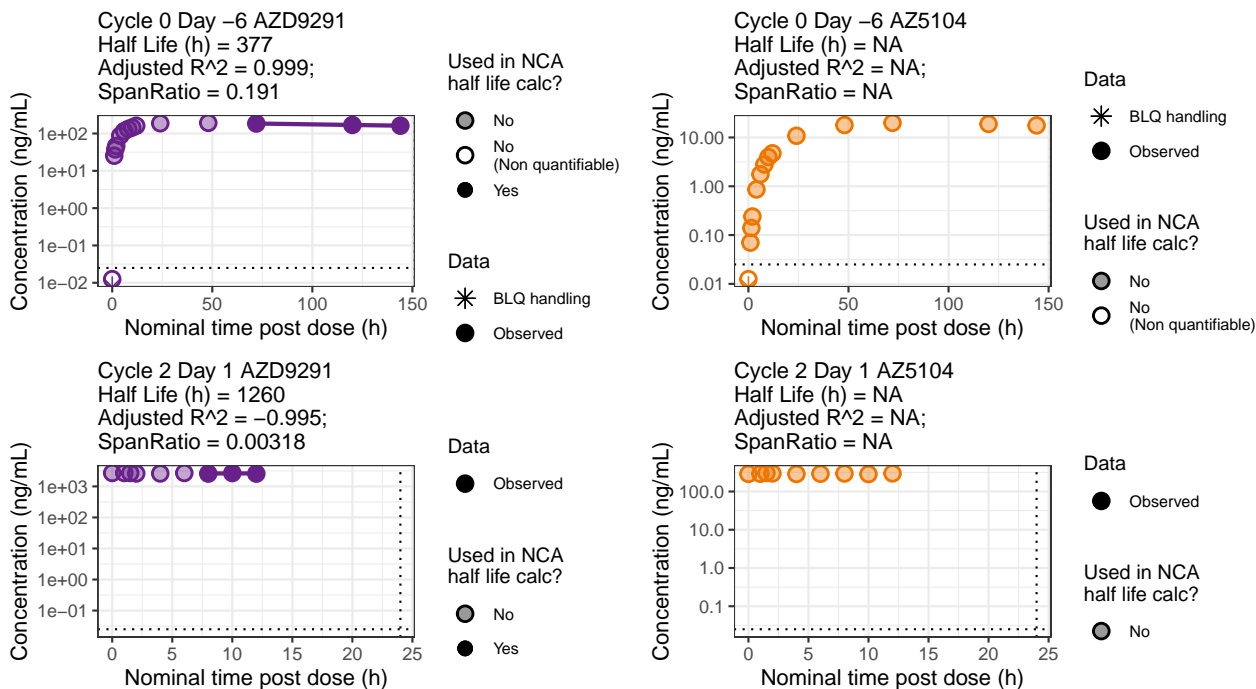 Cycle 0 Day −6 AZD9291
Half Life (h) = 377
Adjusted R^2 = 0.999;
SpanRatio = 0.191
Concentration (ng/mL)
1e+02
1e+01
1e+00
1e−01
1e−02
0
50
100
150
Nominal time post dose (h)
Used in NCA
half life calc?
No
No
(Non quantifiable)
Yes
Data
BLQ handling
Observed
Cycle 0 Day −6 AZ5104
Half Life (h) = NA
Adjusted R^2 = NA;
SpanRatio = NA
Concentration (ng/mL)
10.00
1.00
0.10
0.01
0
50
100
150
Nominal time post dose (h)
Data
BLQ handling
Observed
Used in NCA
half life calc?
No
No
(Non quantifiable)
Cycle 2 Day 1 AZD9291
Half Life (h) = 1260
Adjusted R^2 = −0.995;
SpanRatio = 0.00318
Concentration (ng/mL)
1e+03
1e+02
1e+01
1e+00
1e−01
0
5
10
15
20
25
Nominal time post dose (h)
Data
Observed
Used in NCA
half life calc?
No
Yes
Cycle 2 Day 1 AZ5104
Half Life (h) = NA
Adjusted R^2 = NA;
SpanRatio = NA
Concentration (ng/mL)
100.0
10.0
1.0
0.1
0
5
10
15
20
25
Nominal time post dose (h)
Data
Observed
Used in NCA
half life calc?
No